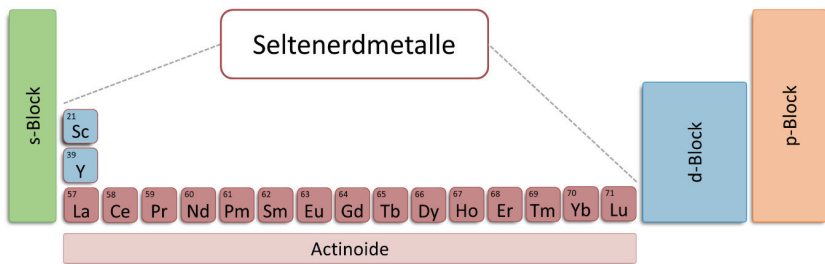 Seltenerdmetalle
s-Block
21
Sc
39
Y
57 58 59 60 61 62 63 64 65 66 67 68 69 70 71
La Ce Pr Nd Pm Sm Eu Gd Tb Dy Ho Er Tm Yb Lu
Actinoide
d-Block
p-Block